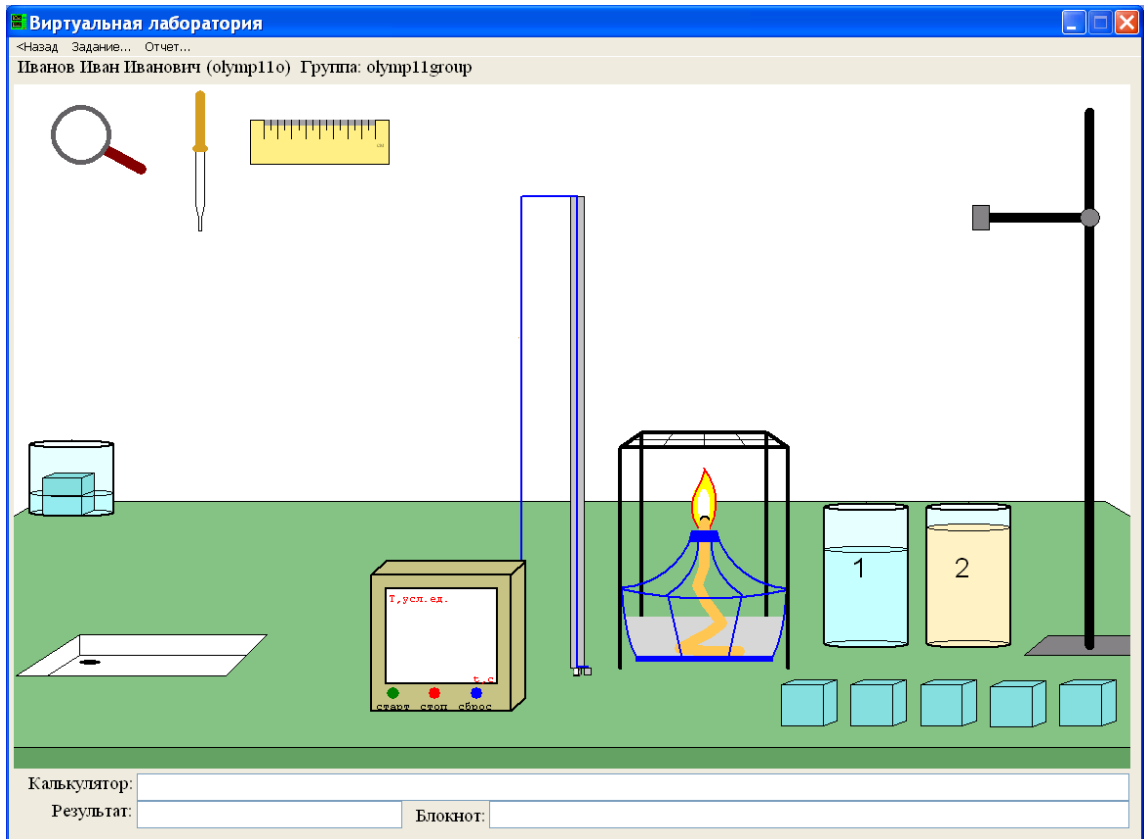 Виртуальная лаборатория
<Назад Задание... Отчет...
Иванов Иван Иванович (olymp11o) Группа: olymp11group
1
2
T,усл.ед.
t,c
старт стоп сброс
Калькулятор:
Результат:
Блокнот: